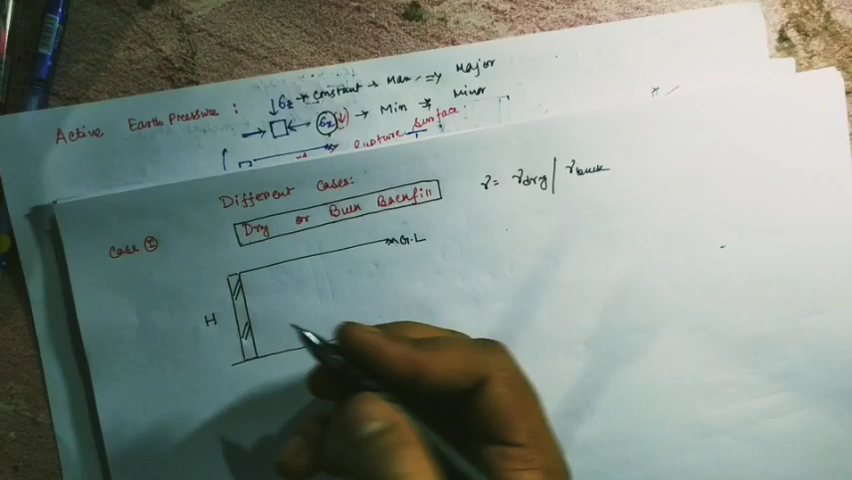 Active Earth Pressure : ↓σz → constant → Max. ⇒ Major
σx (↓) → Min ⇒ Minor
rupture surface :
Different Cases:
Dry or Bulk Backfill
γ = γdry | γbulk
Case I
G.L
H